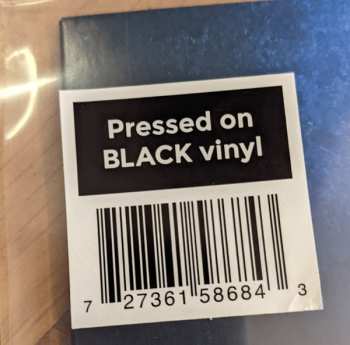 Pressed on
BLACK vinyl
7 27361 58684 3